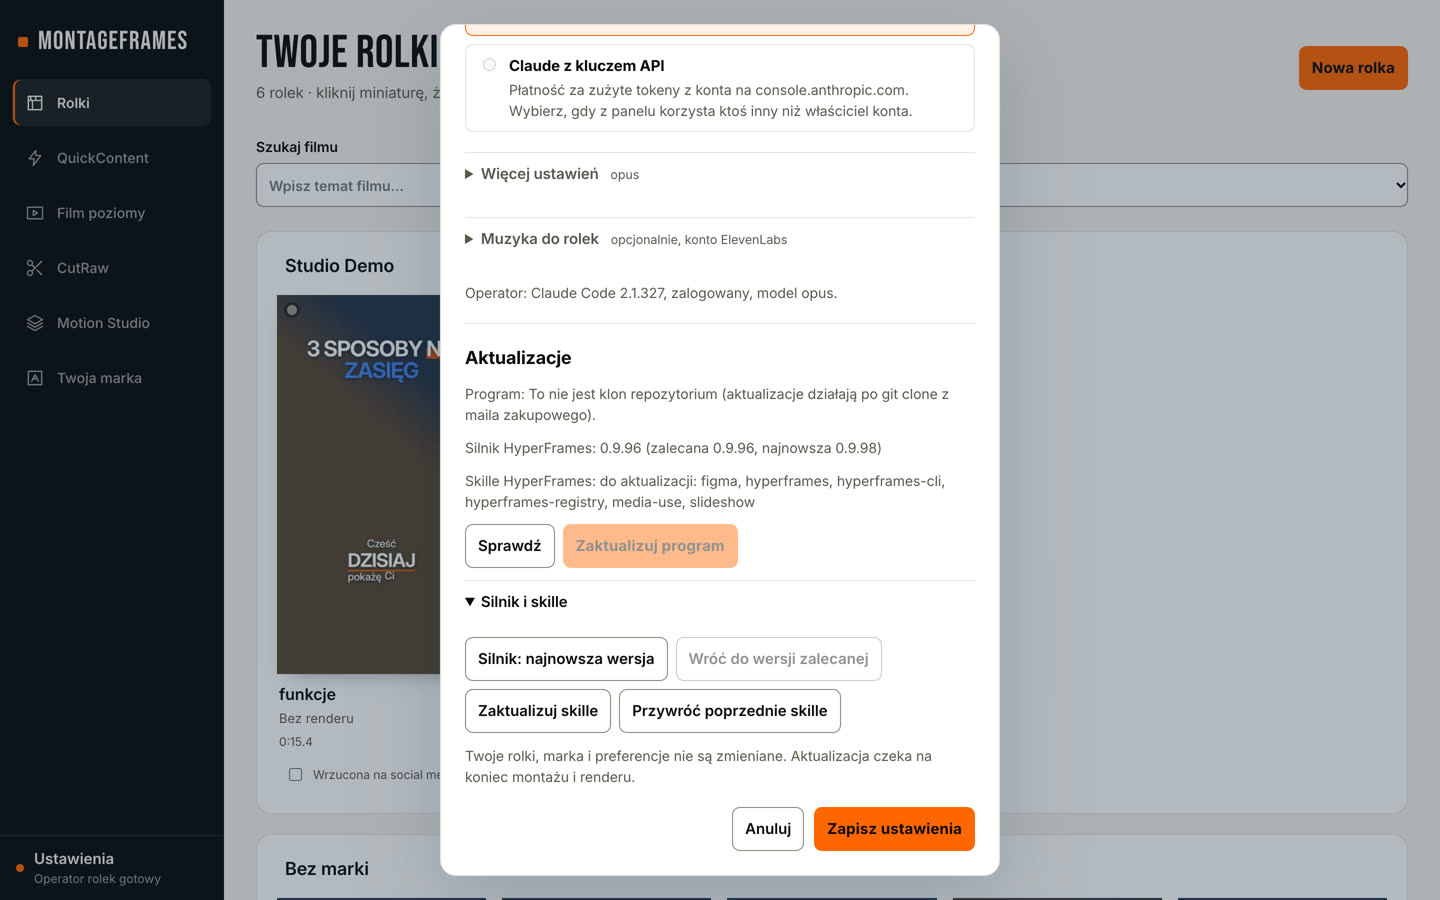 MONTAGEFRAMES
Rolki
QuickContent
Film poziomy
CutRaw
Motion Studio
Twoja marka
Ustawienia
Operator rolek gotowy
TWOJE ROLKI
6 rolek · kliknij miniaturę, ż
Nowa rolka
Szukaj filmu
Wpisz temat filmu...
Studio Demo
3 SPOSOBY N
ZASIĘG
Cześć
DZISIAJ
pokażę Ci
funkcje
Bez renderu
0:15.4
Wrzucona na social me
Bez marki
Claude z kluczem API
Płatność za zużyte tokeny z konta na console.anthropic.com.
Wybierz, gdy z panelu korzysta ktoś inny niż właściciel konta.
Więcej ustawień opus
Muzyka do rolek opcjonalnie, konto ElevenLabs
Operator: Claude Code 2.1.327, zalogowany, model opus.
Aktualizacje
Program: To nie jest klon repozytorium (aktualizacje działają po git clone z
maila zakupowego).
Silnik HyperFrames: 0.9.96 (zalecana 0.9.96, najnowsza 0.9.98)
Skille HyperFrames: do aktualizacji: figma, hyperframes, hyperframes-cli,
hyperframes-registry, media-use, slideshow
Sprawdź Zaktualizuj program
Silnik i skille
Silnik: najnowsza wersja Wróć do wersji zalecanej
Zaktualizuj skille Przywróć poprzednie skille
Twoje rolki, marka i preferencje nie są zmieniane. Aktualizacja czeka na
koniec montażu i renderu.
Anuluj Zapisz ustawienia